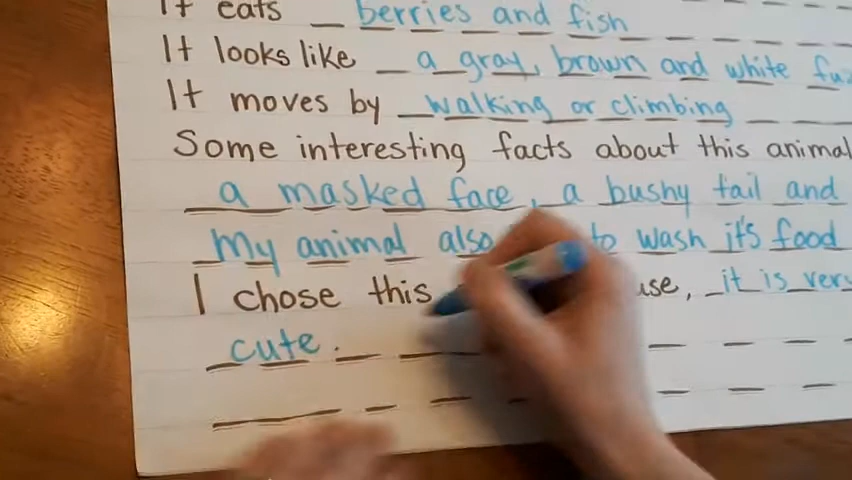 It eats berries and fish
It looks like a gray, brown and white
It moves by walking or climbing
Some interesting facts about this animal
a masked face, a bushy tail and
My animal also to wash it's food
I chose this it is very
cute.